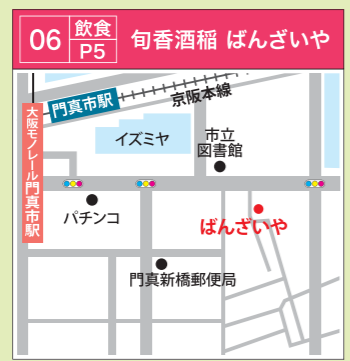 06
飲食
P5
旬香酒稲 ばんざいや
門真市駅
京阪本線
大阪モノレール門真市駅
イズミヤ
市立
図書館
パチンコ
ばんざいや
門真新橋郵便局